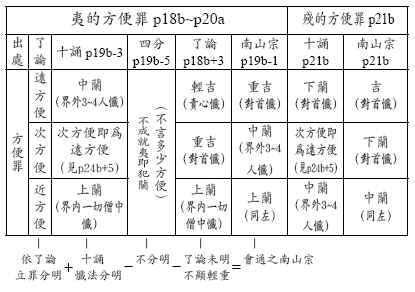 夷的方便罪 p18b~p20a
殘的方便罪 p21b
出處
了論
十誦 p19b-3
四分 p19b-5
了論 p18b+3
南山宗 p19b-1
十誦 p21b
南山宗 p21b
方便罪
遠方便
中蘭
(界外3~4人懺)
(不言多少方便)
不成就夷即犯蘭
輕吉
(責心懺)
重吉
(對首懺)
下蘭
(對首懺)
吉
(對首懺)
次方便
次方便即為
遠方便
(見p24b+5)
重吉
(對首懺)
中蘭
(界外3~4
人懺)
次方便即
為遠方便
(見p24b+5)
下蘭
(對首懺)
近方便
上蘭
(界內一切僧中
懺)
上蘭
(界內一
切僧中懺)
上蘭
(同左)
中蘭
(界外3~4
人懺)
中蘭
(同左)
依了論
立罪分明
+
十誦
懺法分明
–
不分明
–
了論未明
不顯輕重
=
會通之南山宗